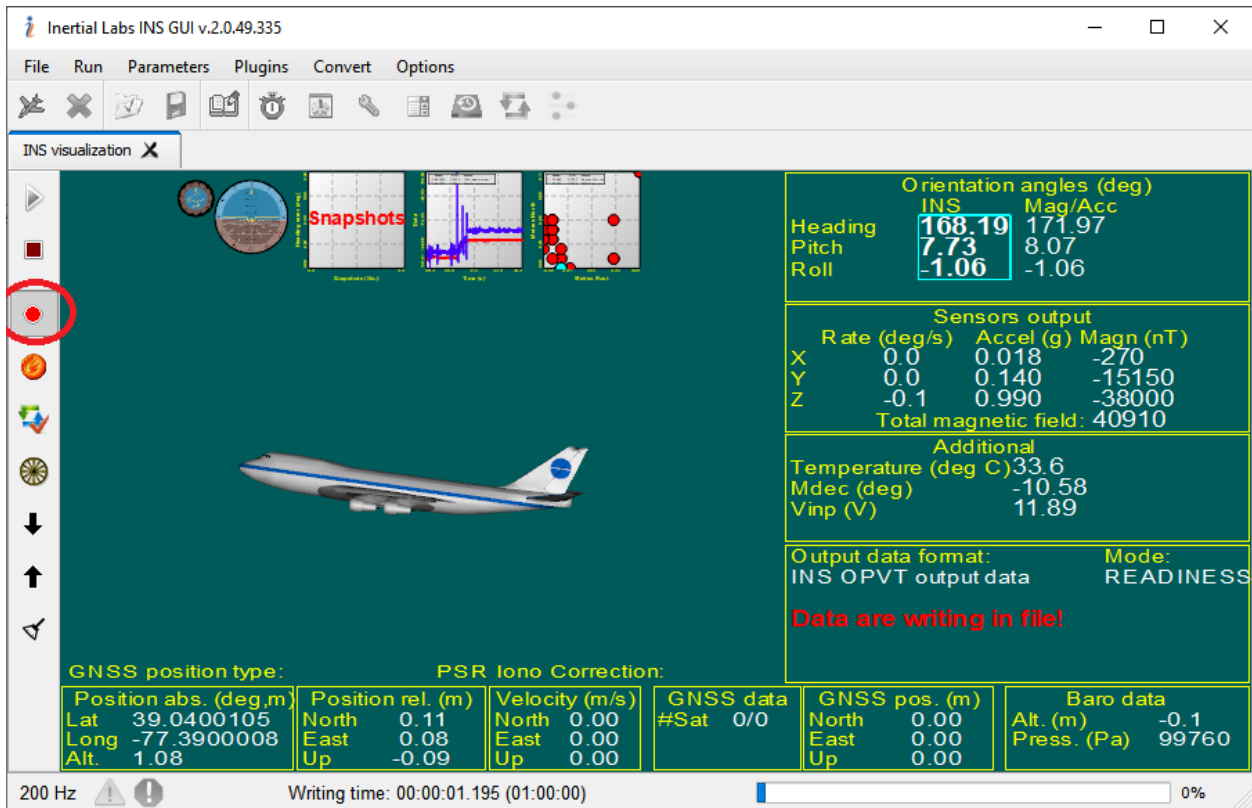 Inertial Labs INS GUI v.2.0.49.335
File Run Parameters Plugins Convert Options
INS visualization
Snapshots
Snapshots (No:)
Time (s)
Orientation angles (deg)
INS Mag/Acc
Heading 168.19 171.97
Pitch 7.73 8.07
Roll -1.06 -1.06
Sensors output
Rate (deg/s) Accel (g) Magn (nT)
X 0.0 0.018 -270
Y 0.0 0.140 -15150
Z -0.1 0.990 -38000
Total magnetic field: 40910
Additional
Temperature (deg C) 33.6
Mdec (deg) -10.58
Vinp (V) 11.89
Output data format: Mode:
INS OPVT output data READINESS
Data are writing in file!
GNSS position type: PSR Iono Correction:
Position abs. (deg,m)
Lat 39.0400105
Long -77.3900008
Alt. 1.08
Position rel. (m)
North 0.11
East 0.08
Up -0.09
Velocity (m/s)
North 0.00
East 0.00
Up 0.00
GNSS data
#Sat 0/0
GNSS pos. (m)
North 0.00
East 0.00
Up 0.00
Baro data
Alt. (m) -0.1
Press. (Pa) 99760
200 Hz Writing time: 00:00:01.195 (01:00:00) 0%